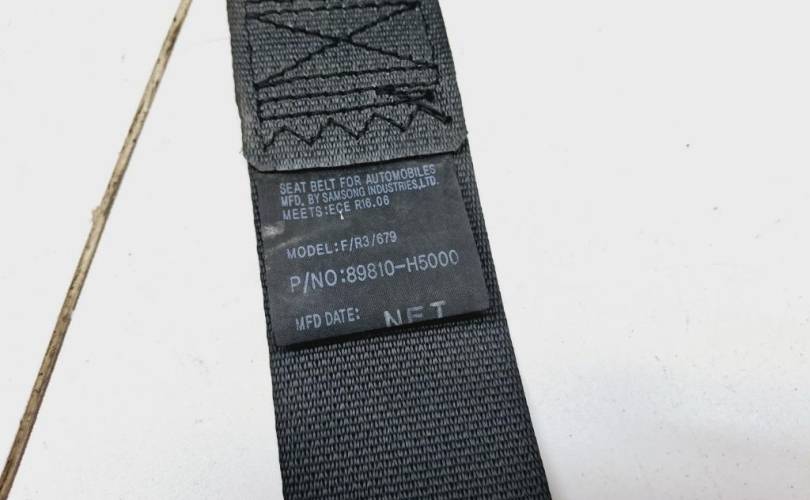 SEAT BELT FOR AUTOMOBILES
MFD. BY SAMSONG INDUSTRIES,LTD.
MEETS:ECE R16.06
MODEL:F/R3/679
P/NO:89810-H5000
MFD DATE: NET